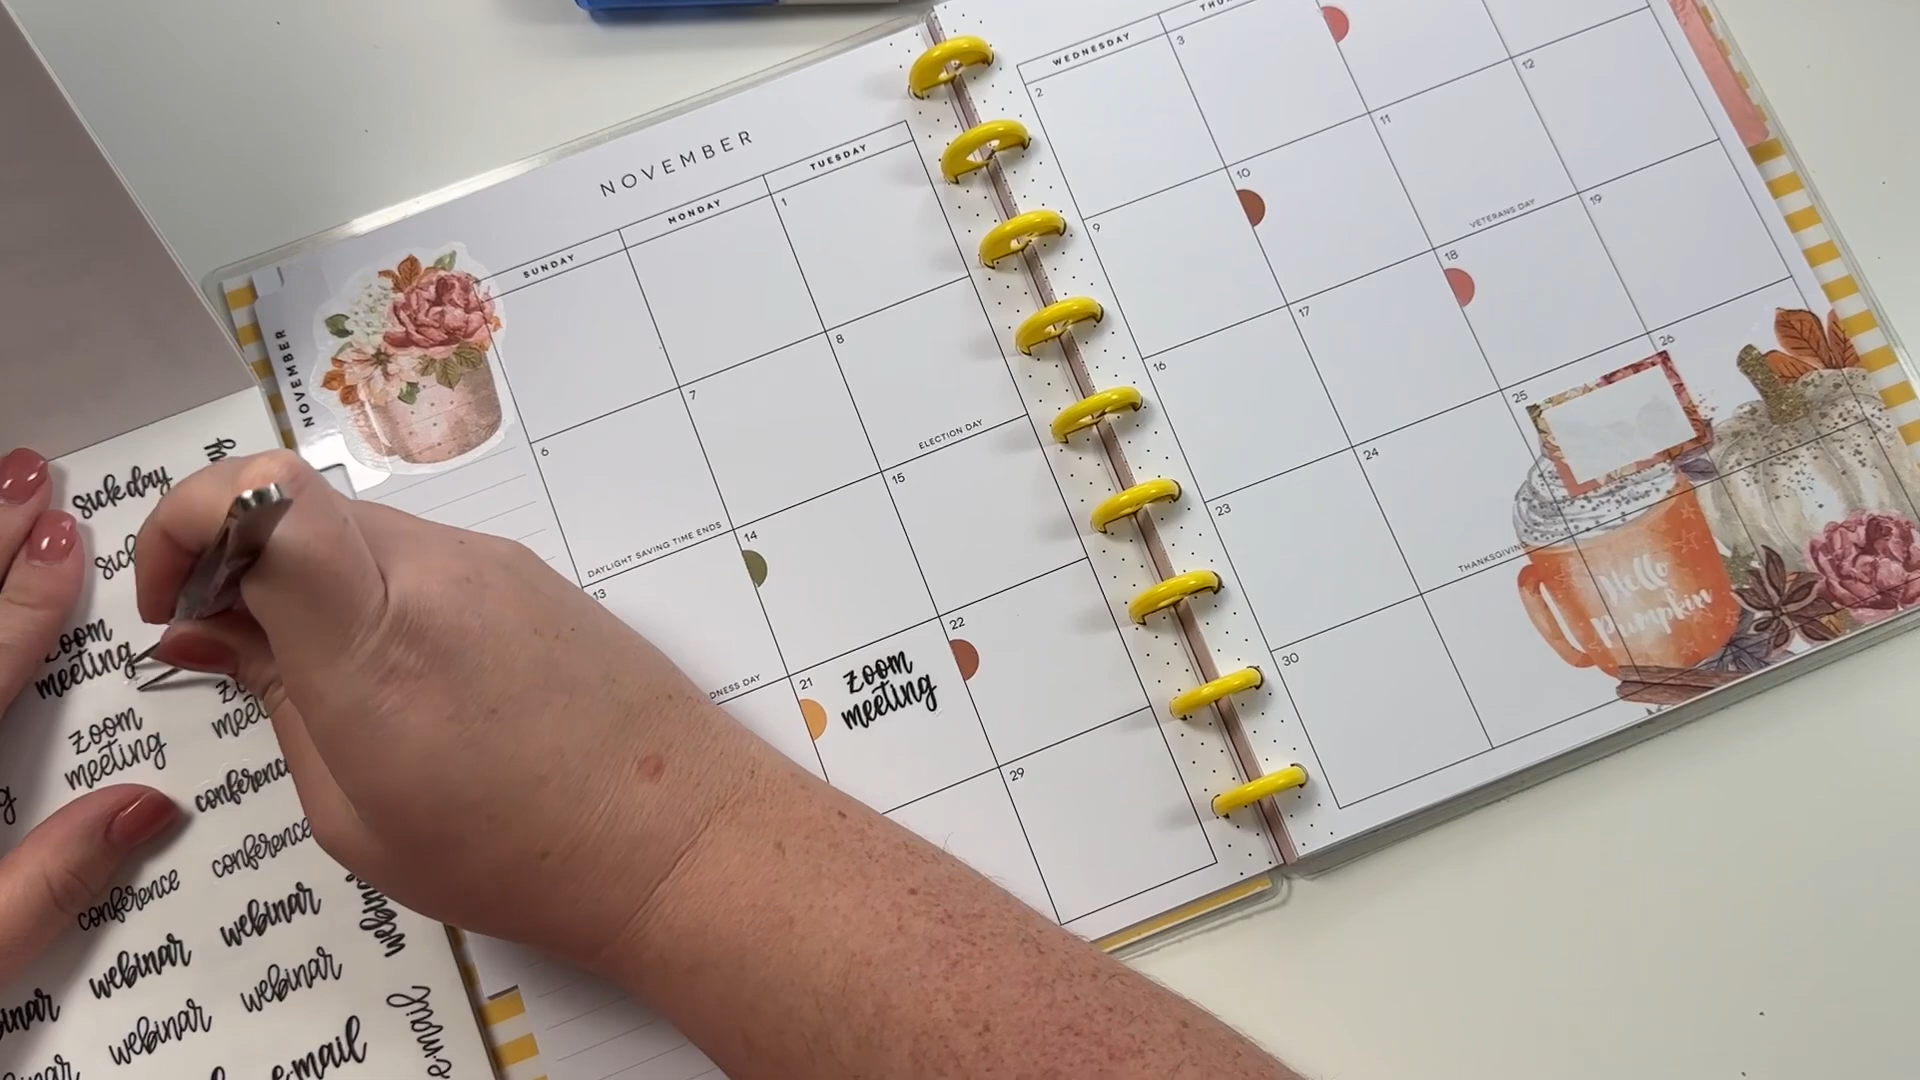 NOVEMBER
NOVEMBER
SUNDAY
MONDAY
TUESDAY
WEDNESDAY
1
2
3
6
7
8
9
10
11
12
DAYLIGHT SAVING TIME ENDS
ELECTION DAY
VETERANS DAY
13
14
15
16
17
18
19
21
zoom
meeting
22
23
24
25
26
THANKSGIVING
29
30
Hello
Pumpkin
sick day
zoom
meeting
zoom
meeting
conference
conference
conference
webinar
webinar
webinar
webinar
webinar
e-mail
e-mail